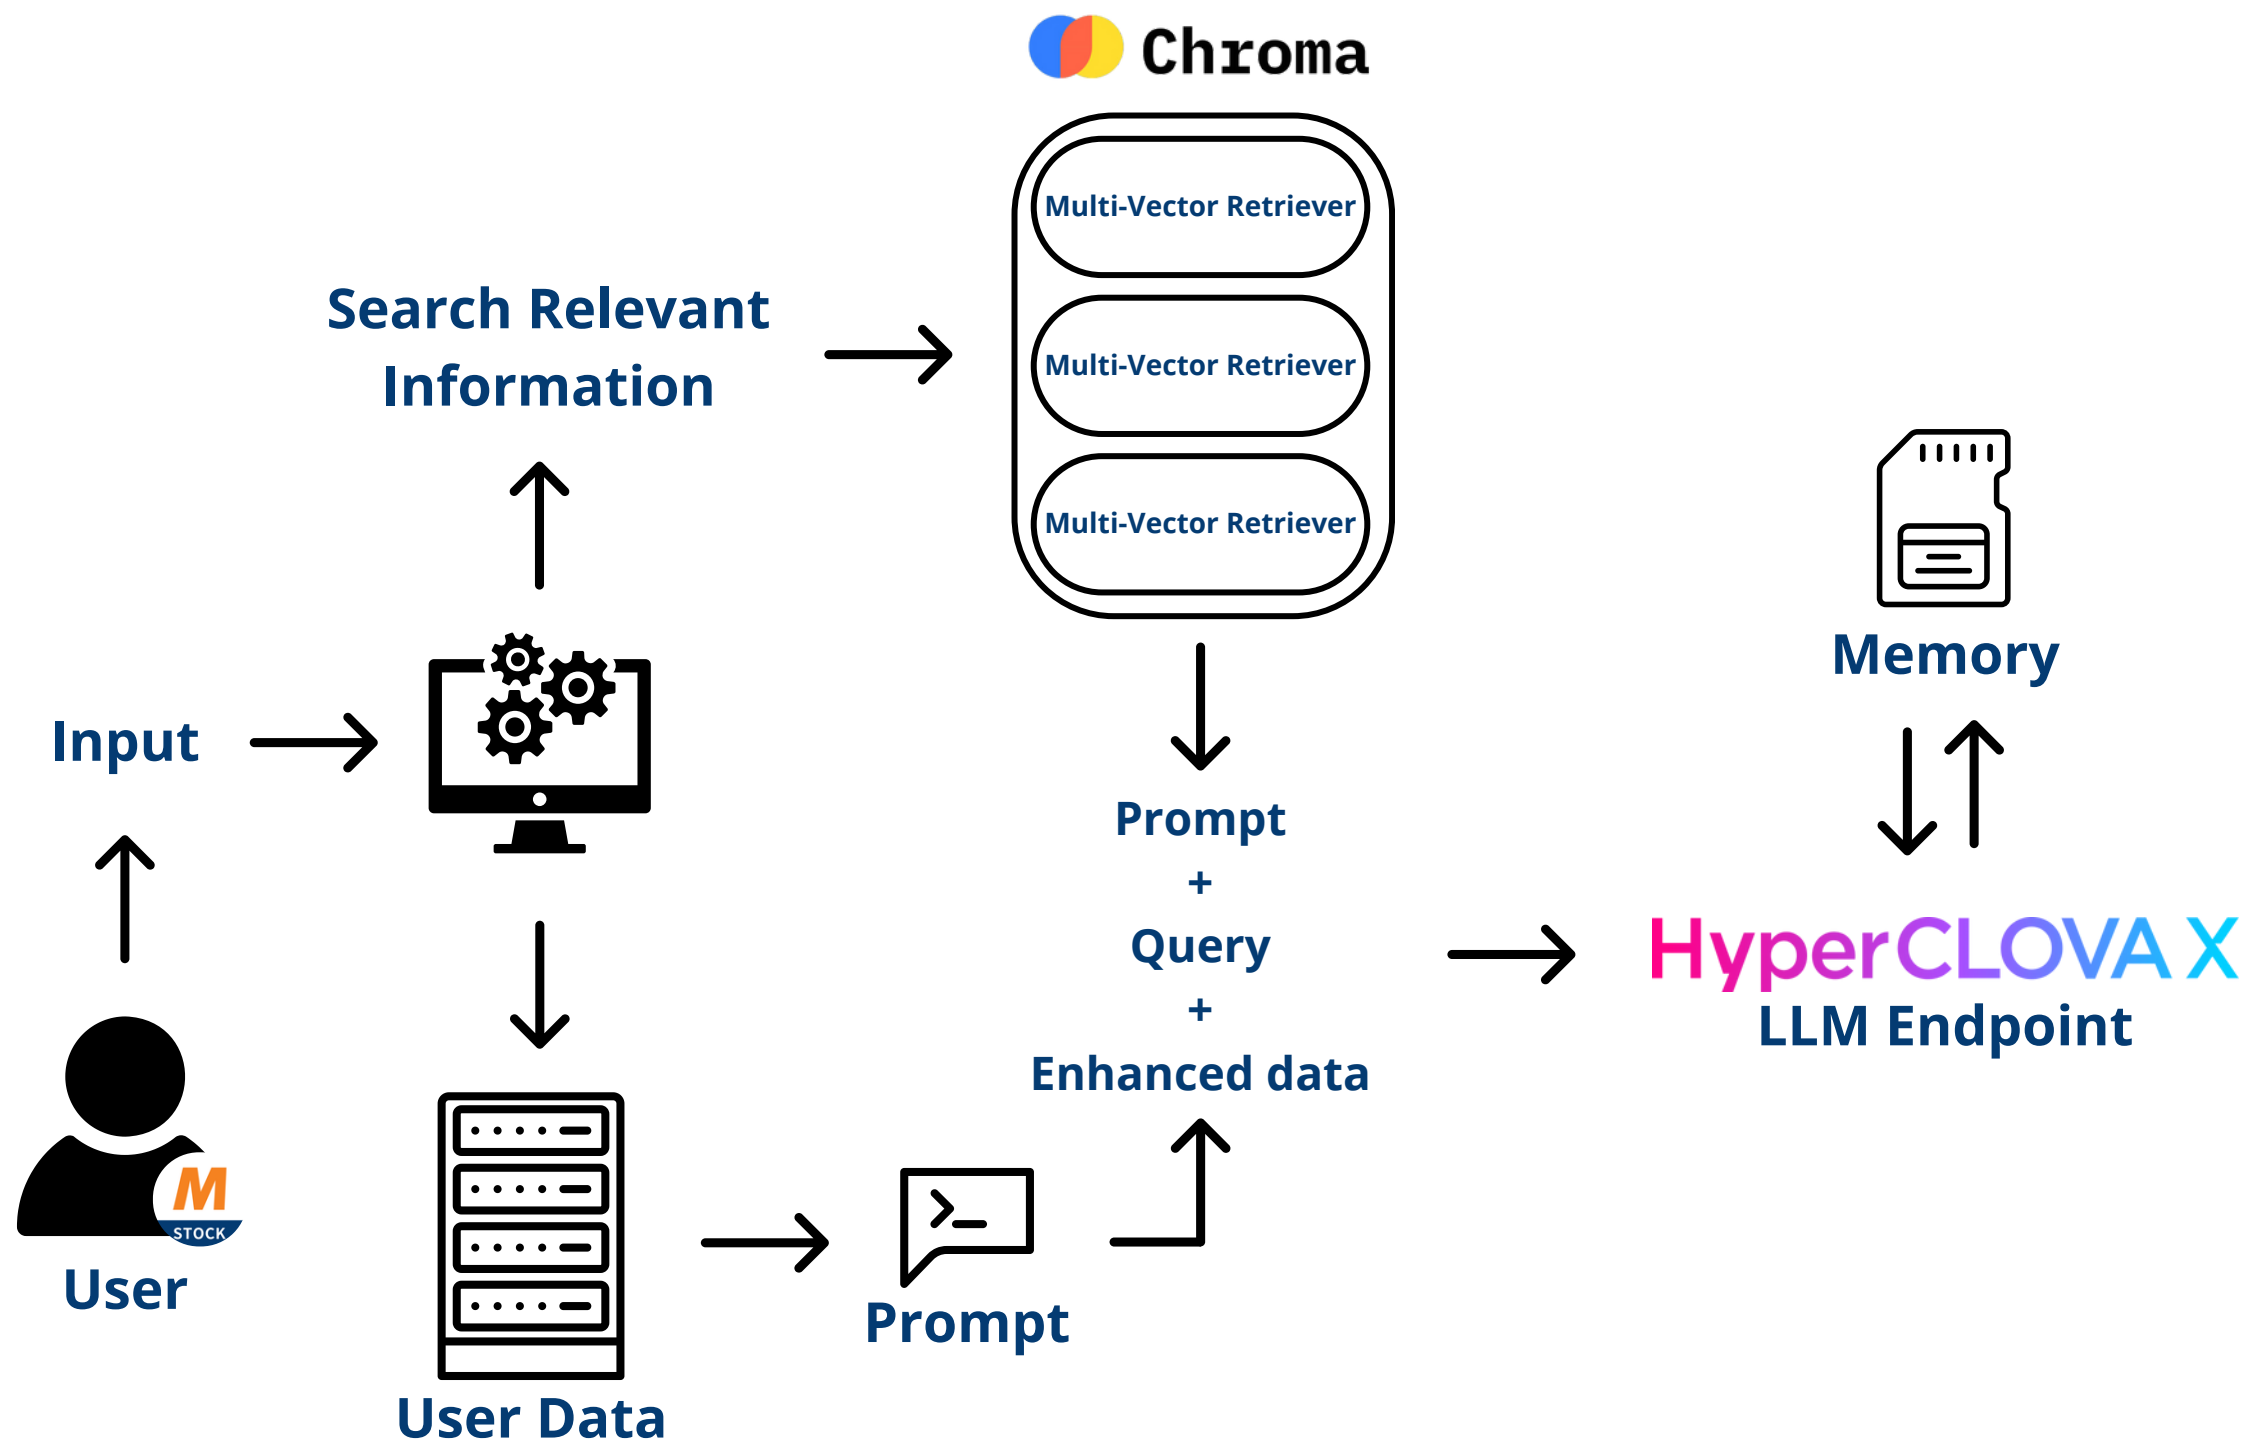 Chroma
Multi-Vector Retriever
Multi-Vector Retriever
Multi-Vector Retriever
Search Relevant
Information
Input
Memory
Prompt
+
Query
+
Enhanced data
HyperCLOVA X
LLM Endpoint
M
STOCK
User
>_
Prompt
User Data